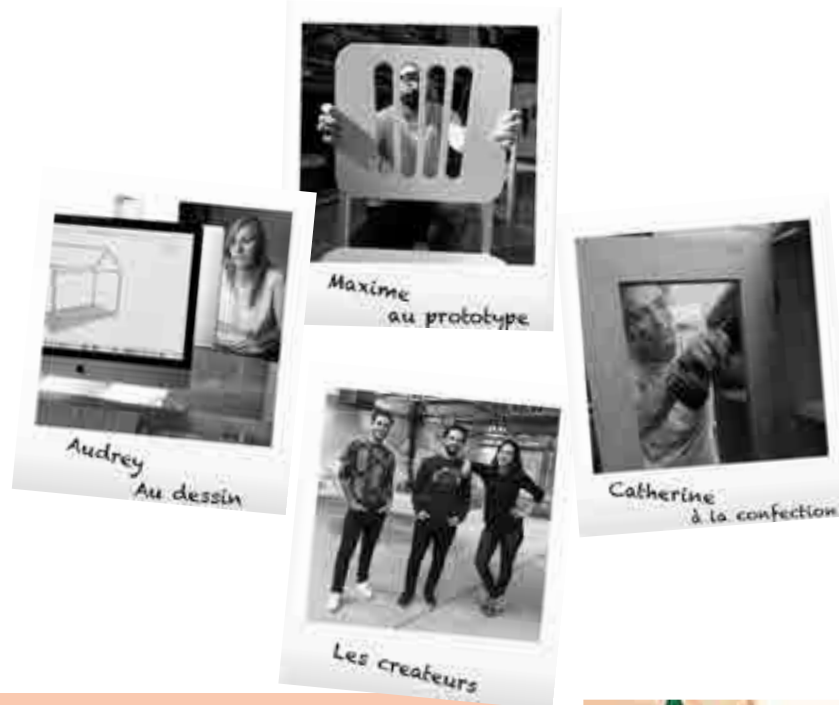 Maxime
au prototype
Audrey
Au dessin
Catherine
à la confection
Les createurs